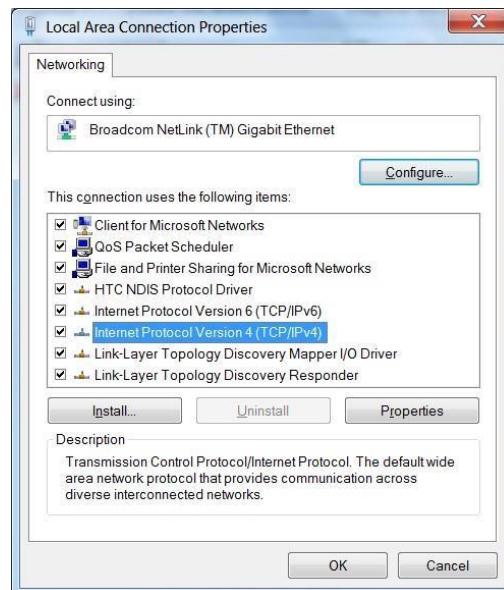 Local Area Connection Properties
Networking
Connect using:
Broadcom NetLink (TM) Gigabit Ethernet
Configure...
This connection uses the following items:
Client for Microsoft Networks
QoS Packet Scheduler
File and Printer Sharing for Microsoft Networks
HTC NDIS Protocol Driver
Internet Protocol Version 6 (TCP/IPv6)
Internet Protocol Version 4 (TCP/IPv4)
Link-Layer Topology Discovery Mapper I/O Driver
Link-Layer Topology Discovery Responder
Install... Uninstall Properties
Description
Transmission Control Protocol/Internet Protocol. The default wide
area network protocol that provides communication across
diverse interconnected networks.
OK Cancel